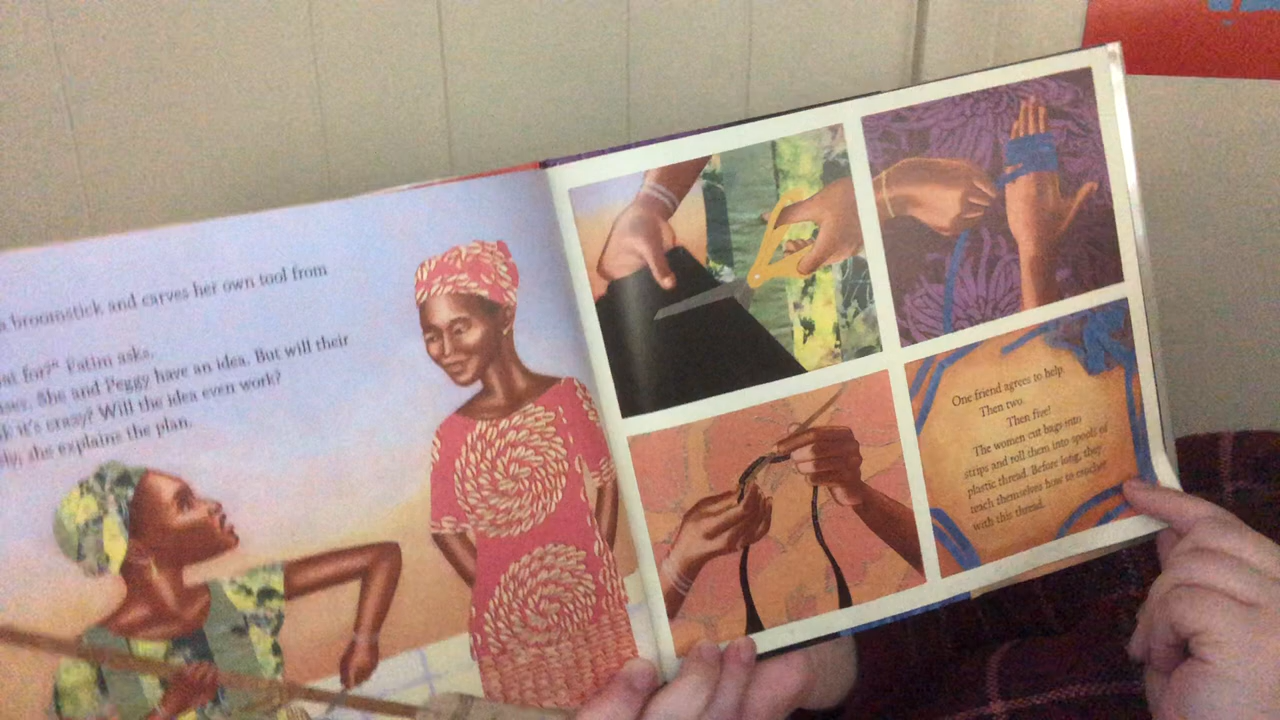 a broomstick and carves her own tool from
for?" Fatim asks.
She and Peggy have an idea. But will their
it's crazy? Will the idea even work?
she explains the plan.
One friend agrees to help.
Then two.
Then five!
The women cut bags into
strips and roll them into spools of
plastic thread. Before long, they
teach themselves how to crochet
with this thread.